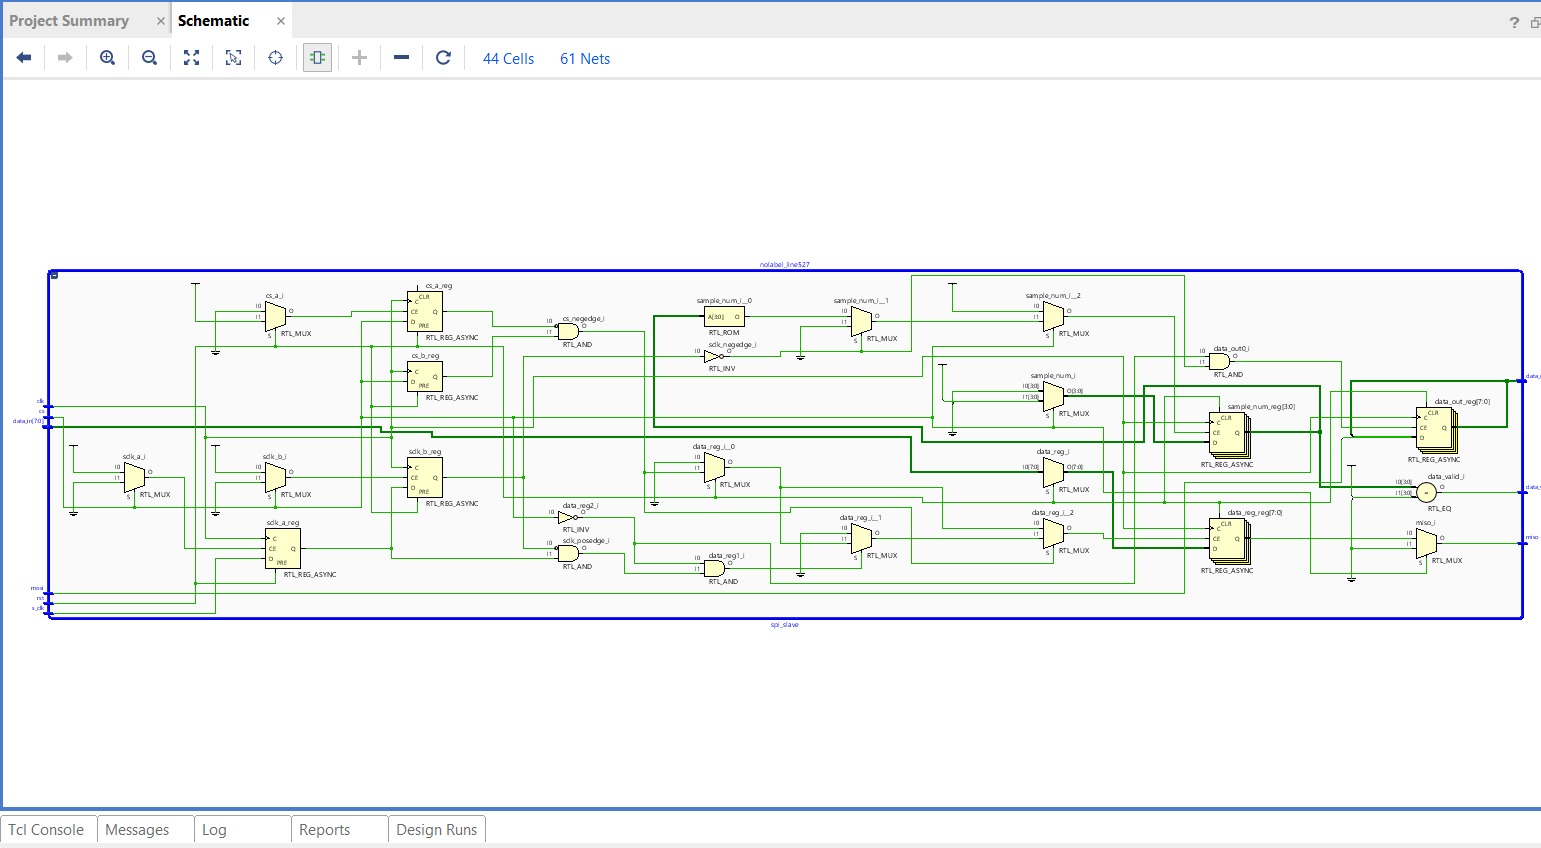 Project Summary × Schematic × ?
44 Cells 61 Nets
nolabel_line527
cs_a_i
I0
I1
O
S
RTL_MUX
cs_a_reg
CLR
C
CE
D
Q
PRE
RTL_REG_ASYNC
cs_b_reg
C
CE
D
Q
PRE
RTL_REG_ASYNC
cs_negedge_i
I0
I1
O
RTL_AND
sample_num_i__0
A[3:0]
O
RTL_ROM
sclk_negedge_i
I0
O
RTL_INV
sample_num_i__1
I0
I1
O
S
RTL_MUX
sample_num_i__2
I0
I1
O
S
RTL_MUX
sample_num_i
I0[3:0]
I1[3:0]
O[3:0]
S
RTL_MUX
data_out0_i
I0
I1
O
RTL_AND
sample_num_reg[3:0]
CLR
C
CE
D
Q
RTL_REG_ASYNC
data_out_reg[7:0]
CLR
C
CE
D
Q
RTL_REG_ASYNC
clk
cs
data_in[7:0]
sclk_a_i
I0
I1
O
S
RTL_MUX
sclk_b_i
I0
I1
O
S
RTL_MUX
sclk_b_reg
C
CE
D
Q
PRE
RTL_REG_ASYNC
sclk_a_reg
C
CE
D
Q
PRE
RTL_REG_ASYNC
data_reg2_i
I0
O
RTL_INV
sclk_posedge_i
I0
I1
O
RTL_AND
data_reg_i__0
I0
I1
O
S
RTL_MUX
data_reg1_i
I0
I1
O
RTL_AND
data_reg_i__1
I0
I1
O
S
RTL_MUX
data_reg_i
I0[7:0]
O[7:0]
S
RTL_MUX
data_reg_i__2
I0
I1
O
S
RTL_MUX
data_reg_reg[7:0]
CLR
C
CE
D
Q
RTL_REG_ASYNC
data_valid_i
I0[3:0]
I1[3:0]
O
=
RTL_EQ
miso_i
I0
I1
O
S
RTL_MUX
miso
mosi
rst
s_clk
spi_slave
Tcl Console Messages Log Reports Design Runs